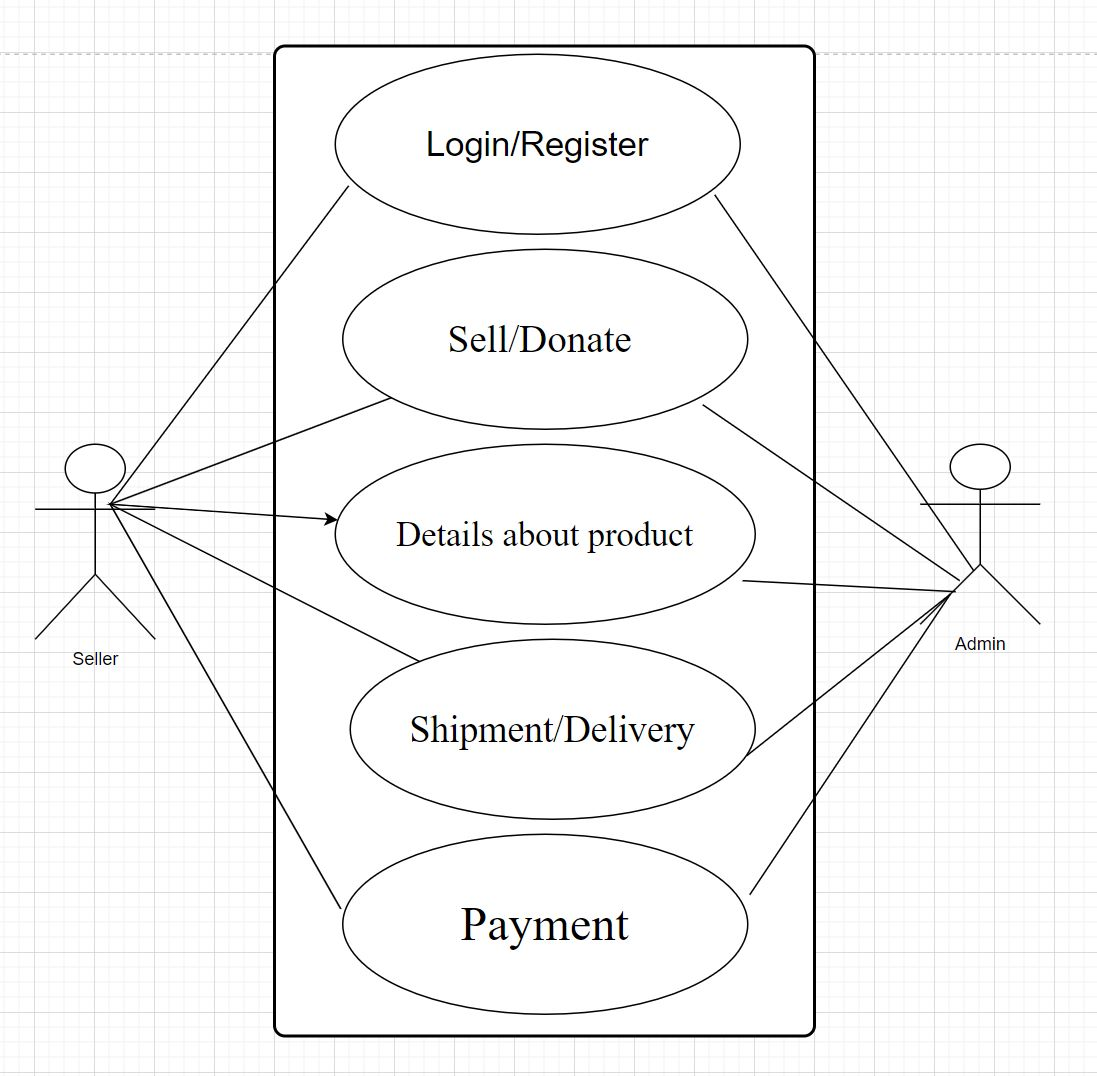 Login/Register
Sell/Donate
Details about product
Shipment/Delivery
Payment
Seller
Admin